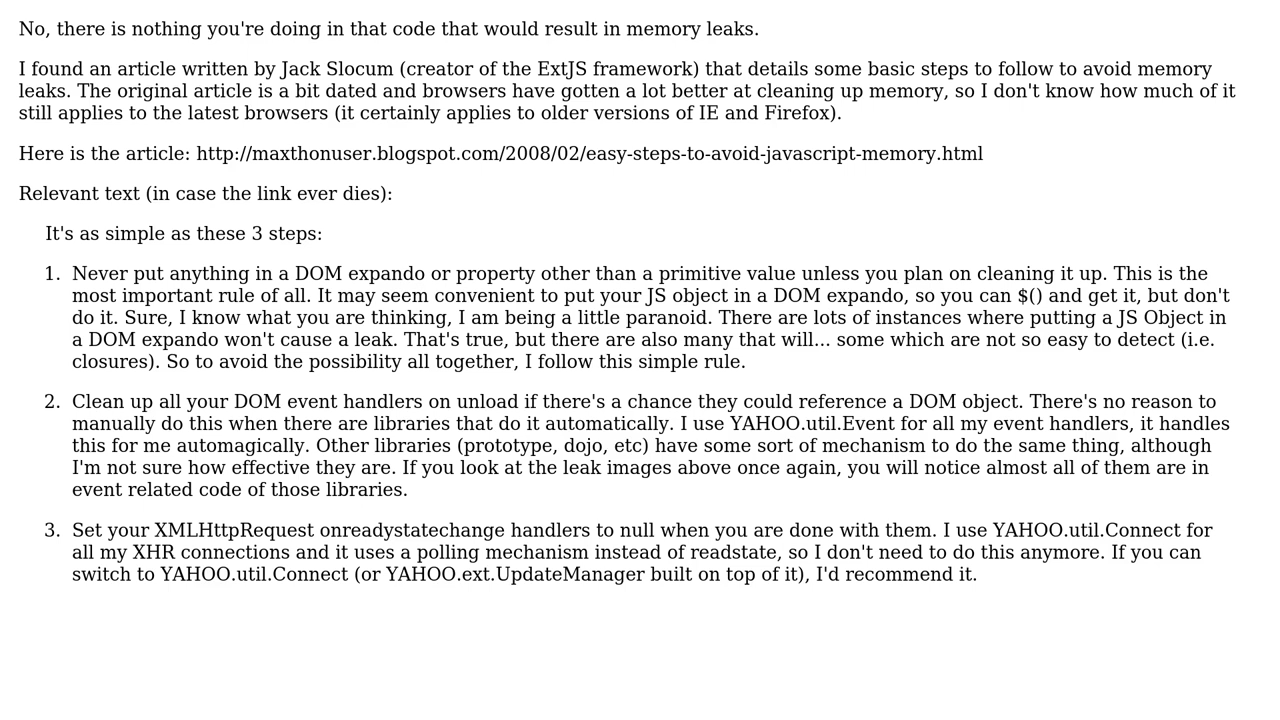 No, there is nothing you're doing in that code that would result in memory leaks.
I found an article written by Jack Slocum (creator of the ExtJS framework) that details some basic steps to follow to avoid memory
leaks. The original article is a bit dated and browsers have gotten a lot better at cleaning up memory, so I don't know how much of it
still applies to the latest browsers (it certainly applies to older versions of IE and Firefox).
Here is the article: http://maxthonuser.blogspot.com/2008/02/easy-steps-to-avoid-javascript-memory.html
Relevant text (in case the link ever dies):
It's as simple as these 3 steps:
1. Never put anything in a DOM expando or property other than a primitive value unless you plan on cleaning it up. This is the
most important rule of all. It may seem convenient to put your JS object in a DOM expando, so you can $() and get it, but don't
do it. Sure, I know what you are thinking, I am being a little paranoid. There are lots of instances where putting a JS Object in
a DOM expando won't cause a leak. That's true, but there are also many that will... some which are not so easy to detect (i.e.
closures). So to avoid the possibility all together, I follow this simple rule.
2. Clean up all your DOM event handlers on unload if there's a chance they could reference a DOM object. There's no reason to
manually do this when there are libraries that do it automatically. I use YAHOO.util.Event for all my event handlers, it handles
this for me automagically. Other libraries (prototype, dojo, etc) have some sort of mechanism to do the same thing, although
I'm not sure how effective they are. If you look at the leak images above once again, you will notice almost all of them are in
event related code of those libraries.
3. Set your XMLHttpRequest onreadystatechange handlers to null when you are done with them. I use YAHOO.util.Connect for
all my XHR connections and it uses a polling mechanism instead of readstate, so I don't need to do this anymore. If you can
switch to YAHOO.util.Connect (or YAHOO.ext.UpdateManager built on top of it), I'd recommend it.